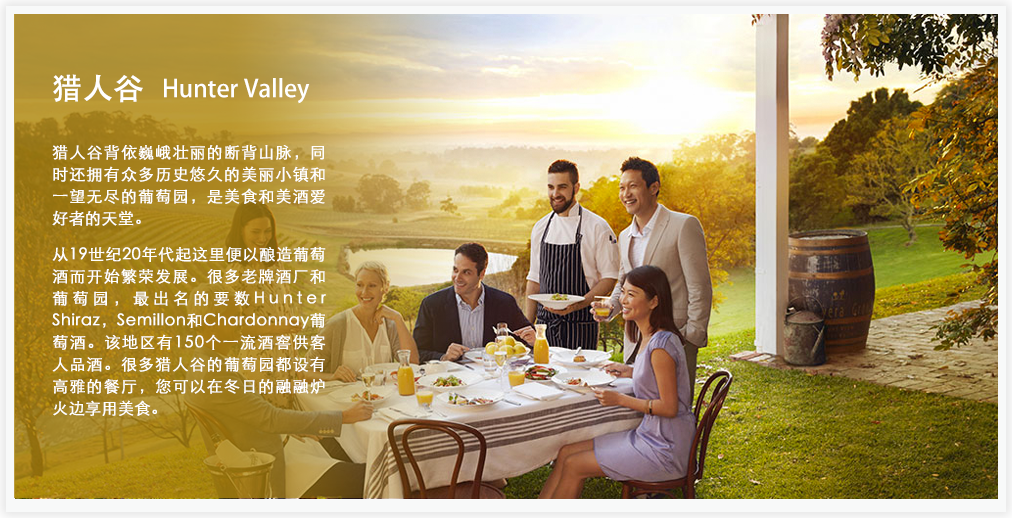 猎人谷 Hunter Valley
猎人谷背依巍峨壮丽的断背山脉，同
时还拥有众多历史悠久的美丽小镇和
一望无尽的葡萄园，是美食和美酒爱
好者的天堂。
从19世纪20年代起这里便以酿造葡萄
酒而开始繁荣发展。很多老牌酒厂和
葡萄园，最出名的要数Hunter
Shiraz，Semillon和Chardonnay葡
萄酒。该地区有150个一流酒窖供客
人品酒。很多猎人谷的葡萄园都设有
高雅的餐厅，您可以在冬日的融融炉
火边享用美食。